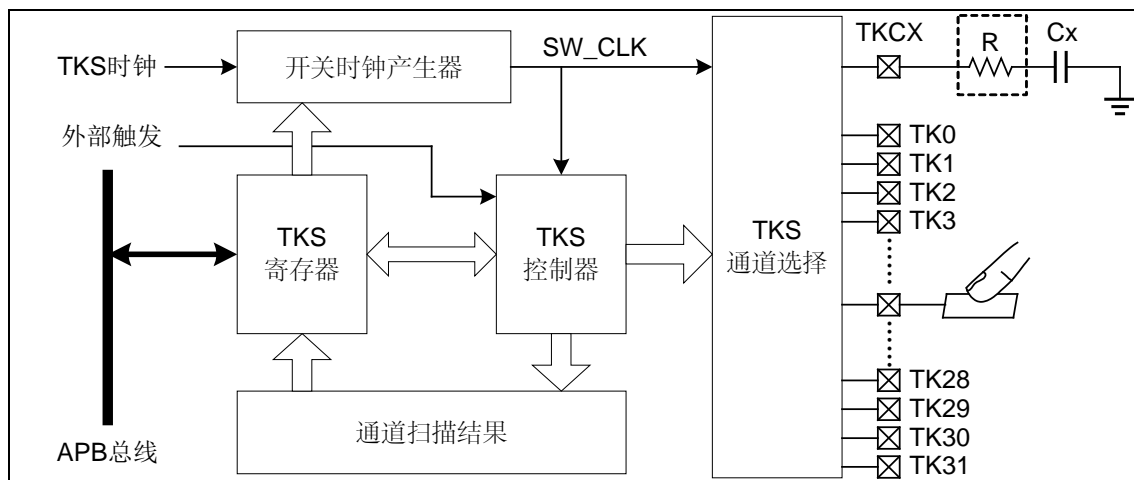 TKS时钟
开关时钟产生器
SW_CLK
TKCX
R
Cx
外部触发
TK0
TK1
TK2
TK3
TKS
寄存器
TKS
控制器
TKS
通道选择
通道扫描结果
TK28
TK29
TK30
TK31
APB总线